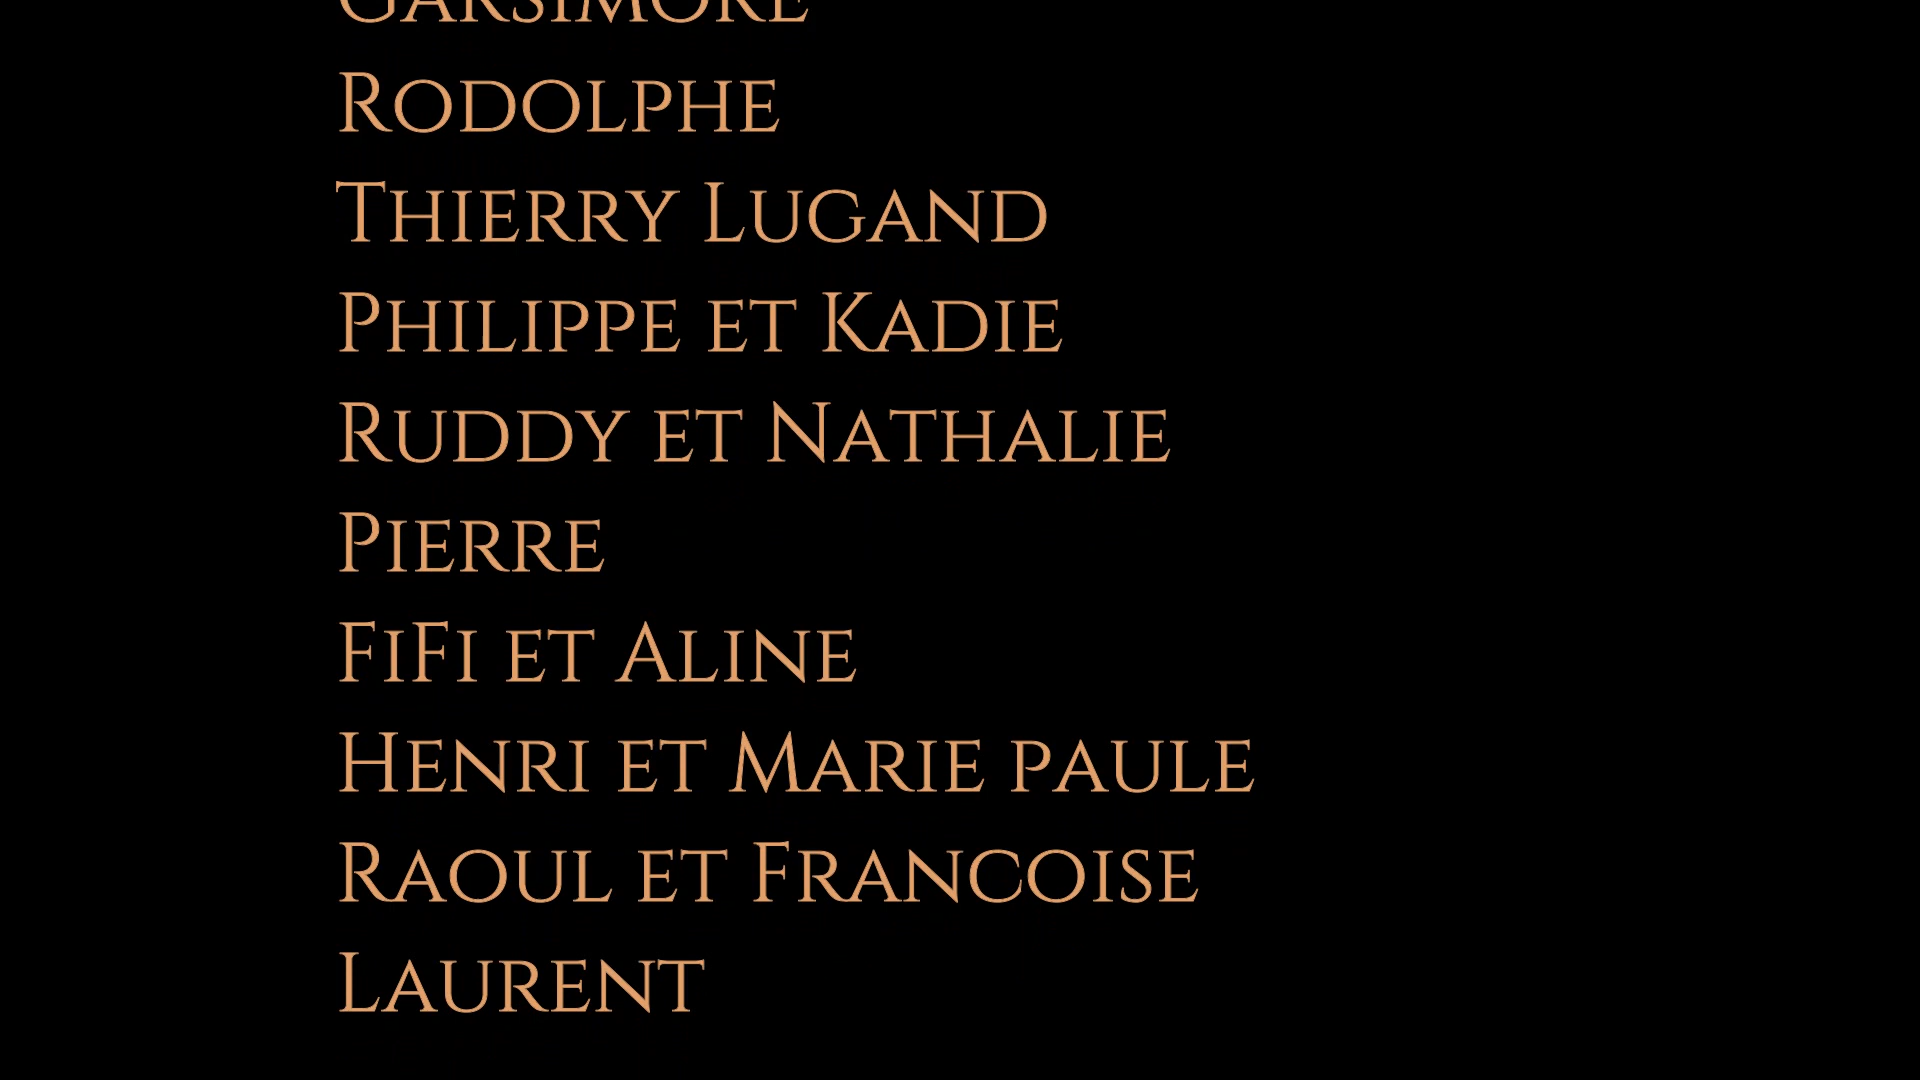 Garsimore
Rodolphe
Thierry Lugand
Philippe et Kadie
Ruddy et Nathalie
Pierre
FiFi et Aline
Henri et Marie paule
Raoul et Francoise
Laurent